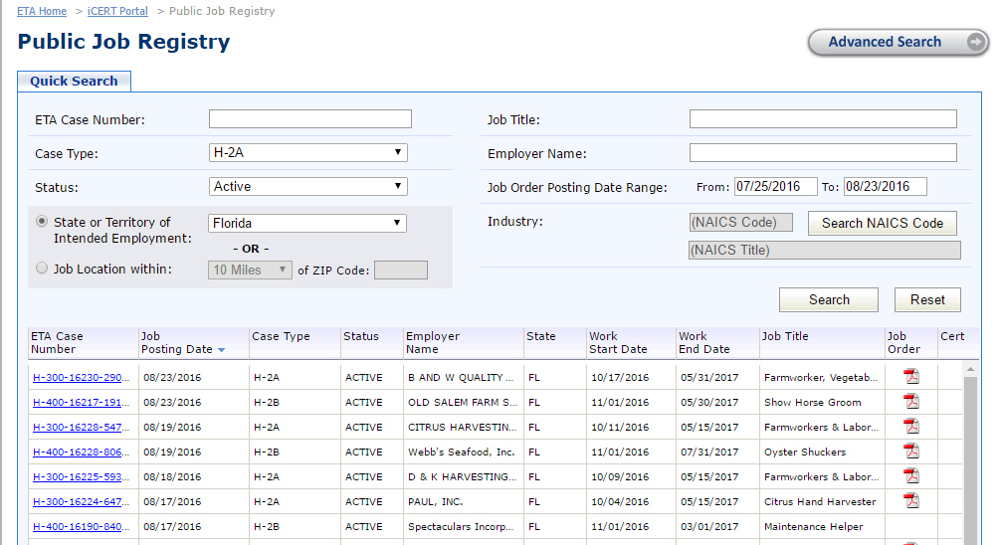 ETA Home > iCERT Portal > Public Job Registry
Public Job Registry
Advanced Search
Quick Search
ETA Case Number:
Job Title:
Case Type: H-2A
Employer Name:
Status: Active
Job Order Posting Date Range: From: 07/25/2016 To: 08/23/2016
State or Territory of
Intended Employment: Florida
Industry: (NAICS Code) Search NAICS Code
- OR -
(NAICS Title)
Job Location within: 10 Miles of ZIP Code:
Search Reset
ETA Case Job Case Type Status Employer State Work Work Job Title Job Cert
Number Posting Date Name Start Date End Date Order
H-300-16230-290... 08/23/2016 H-2A ACTIVE B AND W QUALITY ... FL 10/17/2016 05/31/2017 Farmworker, Vegetab...
H-400-16217-191... 08/23/2016 H-2B ACTIVE OLD SALEM FARM S... FL 11/01/2016 05/30/2017 Show Horse Groom
H-300-16228-547... 08/19/2016 H-2A ACTIVE CITRUS HARVESTIN... FL 10/11/2016 05/15/2017 Farmworkers & Labor...
H-400-16228-806... 08/19/2016 H-2B ACTIVE Webb's Seafood, Inc. FL 11/01/2016 07/31/2017 Oyster Shuckers
H-300-16225-593... 08/18/2016 H-2A ACTIVE D & K HARVESTING... FL 10/09/2016 05/15/2017 Farmworkers & Labor...
H-300-16224-647... 08/17/2016 H-2A ACTIVE PAUL, INC. FL 10/04/2016 05/15/2017 Citrus Hand Harvester
H-400-16190-840... 08/17/2016 H-2B ACTIVE Spectaculars Incorp... FL 11/01/2016 03/01/2017 Maintenance Helper